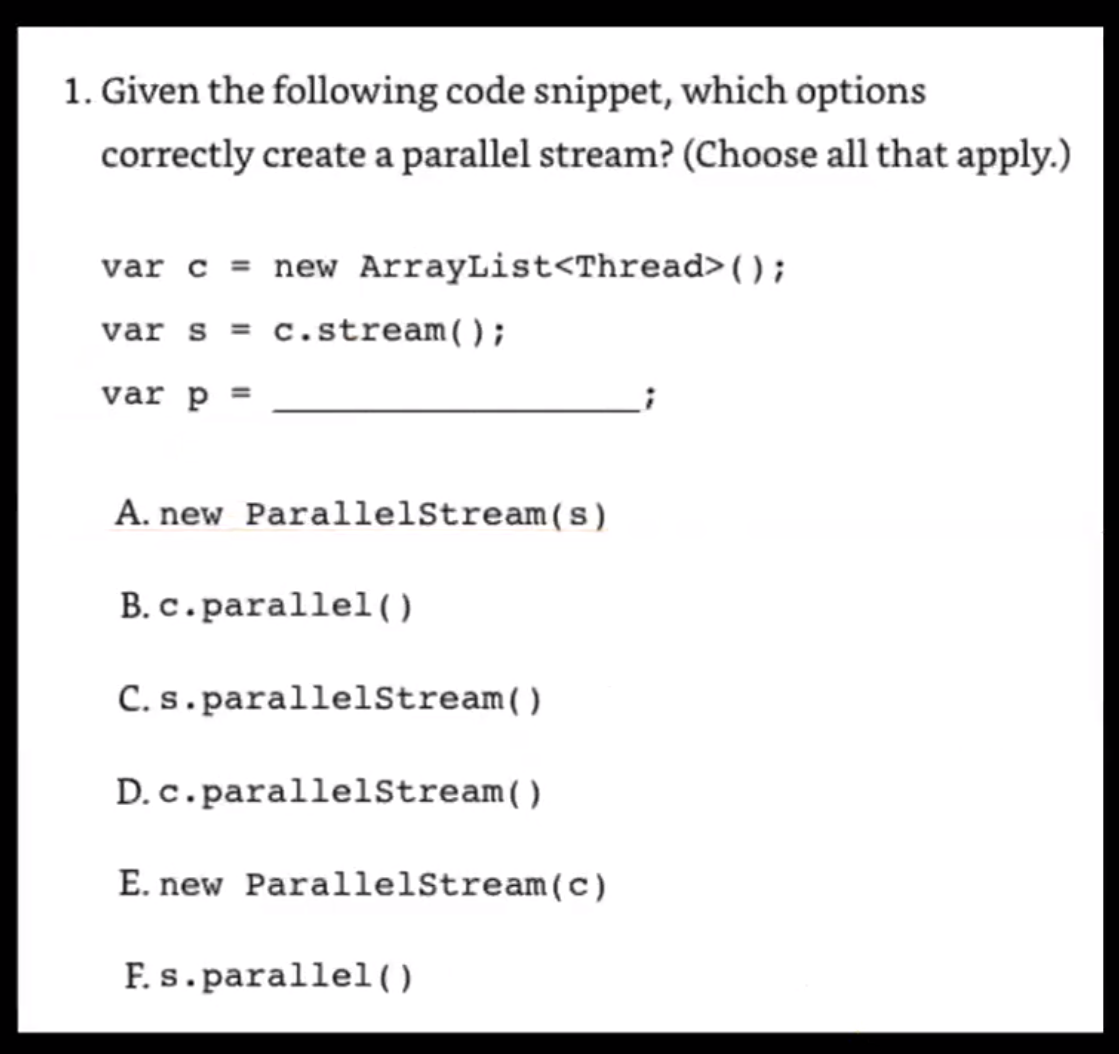 1. Given the following code snippet, which options
correctly create a parallel stream? (Choose all that apply.)
var c = new ArrayList<Thread>();
var s = c.stream();
var p = ________________;
A. new ParallelStream(s)
B. c.parallel()
C. s.parallelStream()
D. c.parallelStream()
E. new ParallelStream(c)
F. s.parallel()